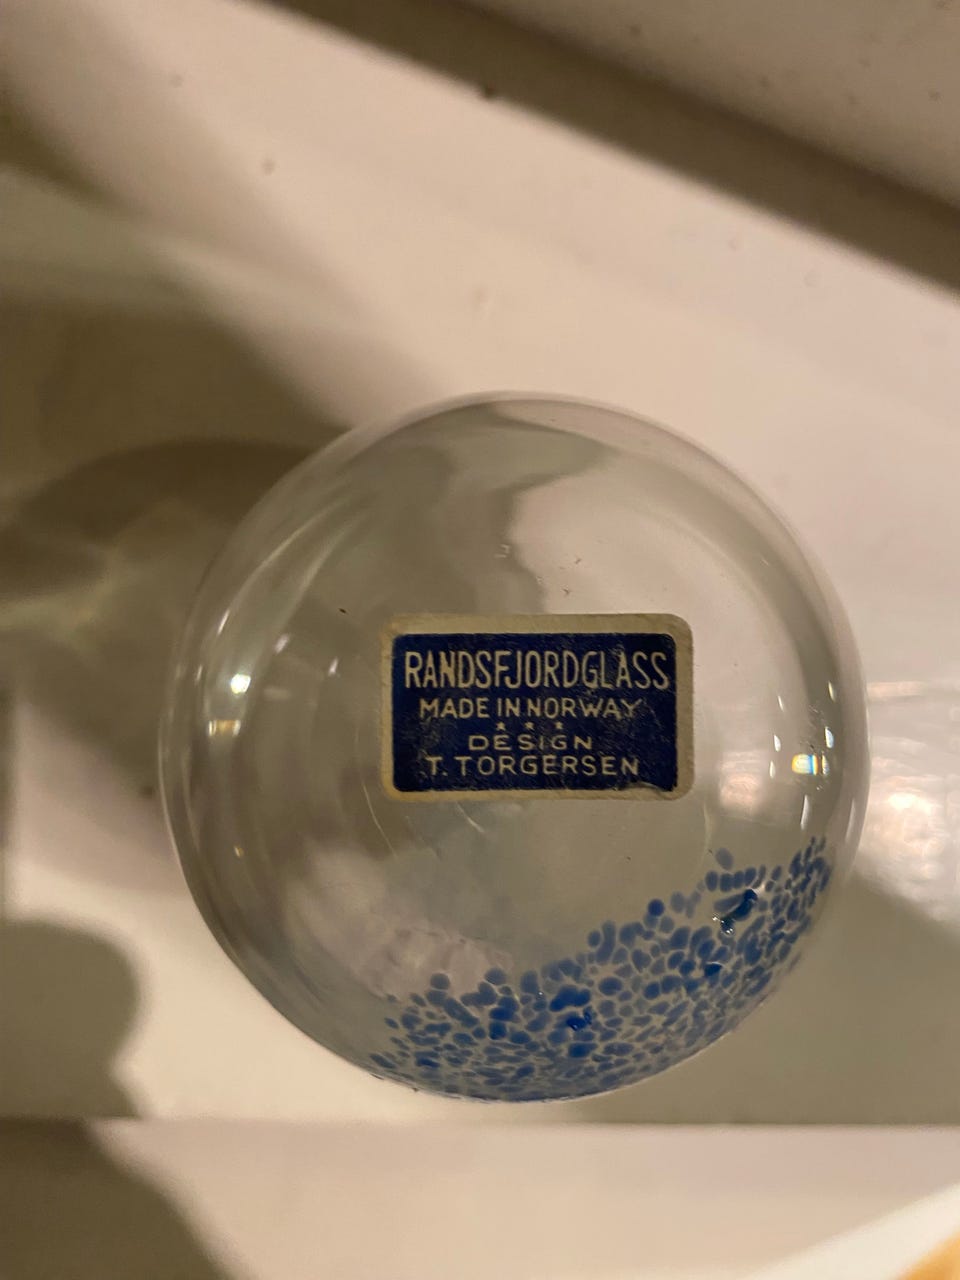 RANDSFJORDGLASS
MADE IN NORWAY
★ ★ ★
DESIGN
T. TORGERSEN